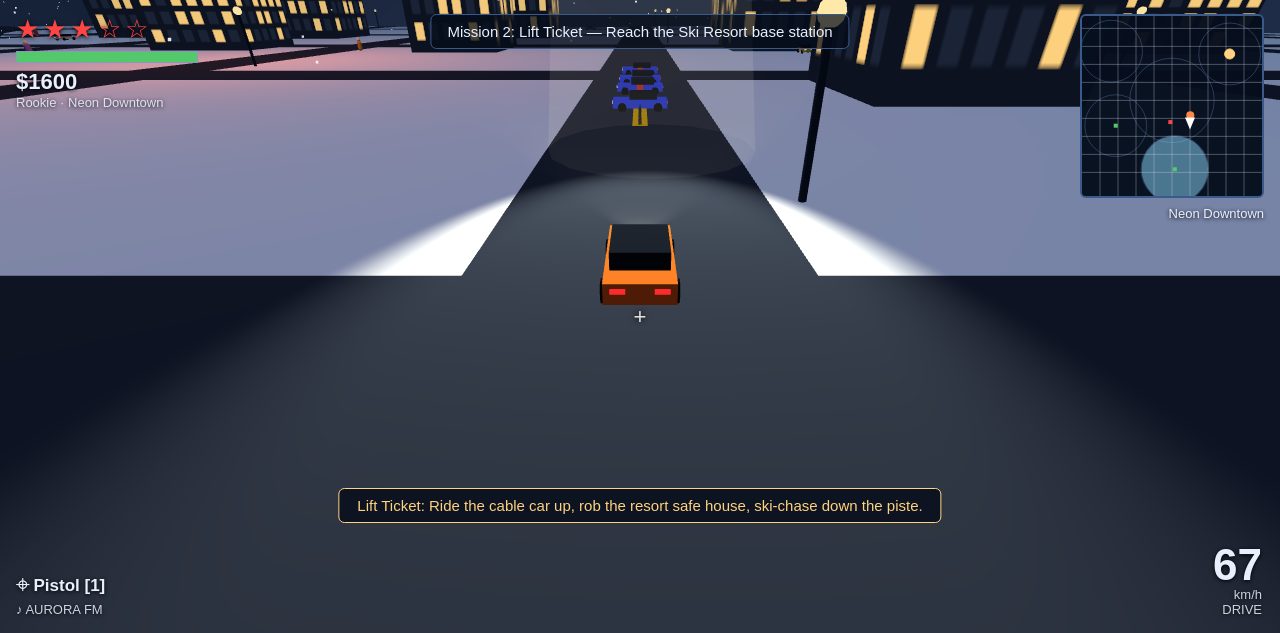 ★ ★ ★ ☆ ☆
Mission 2: Lift Ticket — Reach the Ski Resort base station
$1600
Rookie · Neon Downtown
Neon Downtown
+
Lift Ticket: Ride the cable car up, rob the resort safe house, ski-chase down the piste.
⌖ Pistol [1]
♪ AURORA FM
67
km/h
DRIVE